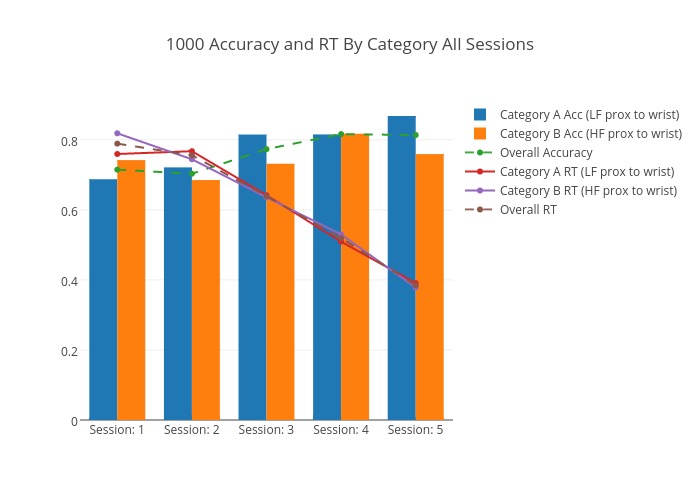 1000 Accuracy and RT By Category All Sessions
Category A Acc (LF prox to wrist)
Category B Acc (HF prox to wrist)
Overall Accuracy
Category A RT (LF prox to wrist)
Category B RT (HF prox to wrist)
Overall RT
0.8
0.6
0.4
0.2
0
Session: 1
Session: 2
Session: 3
Session: 4
Session: 5